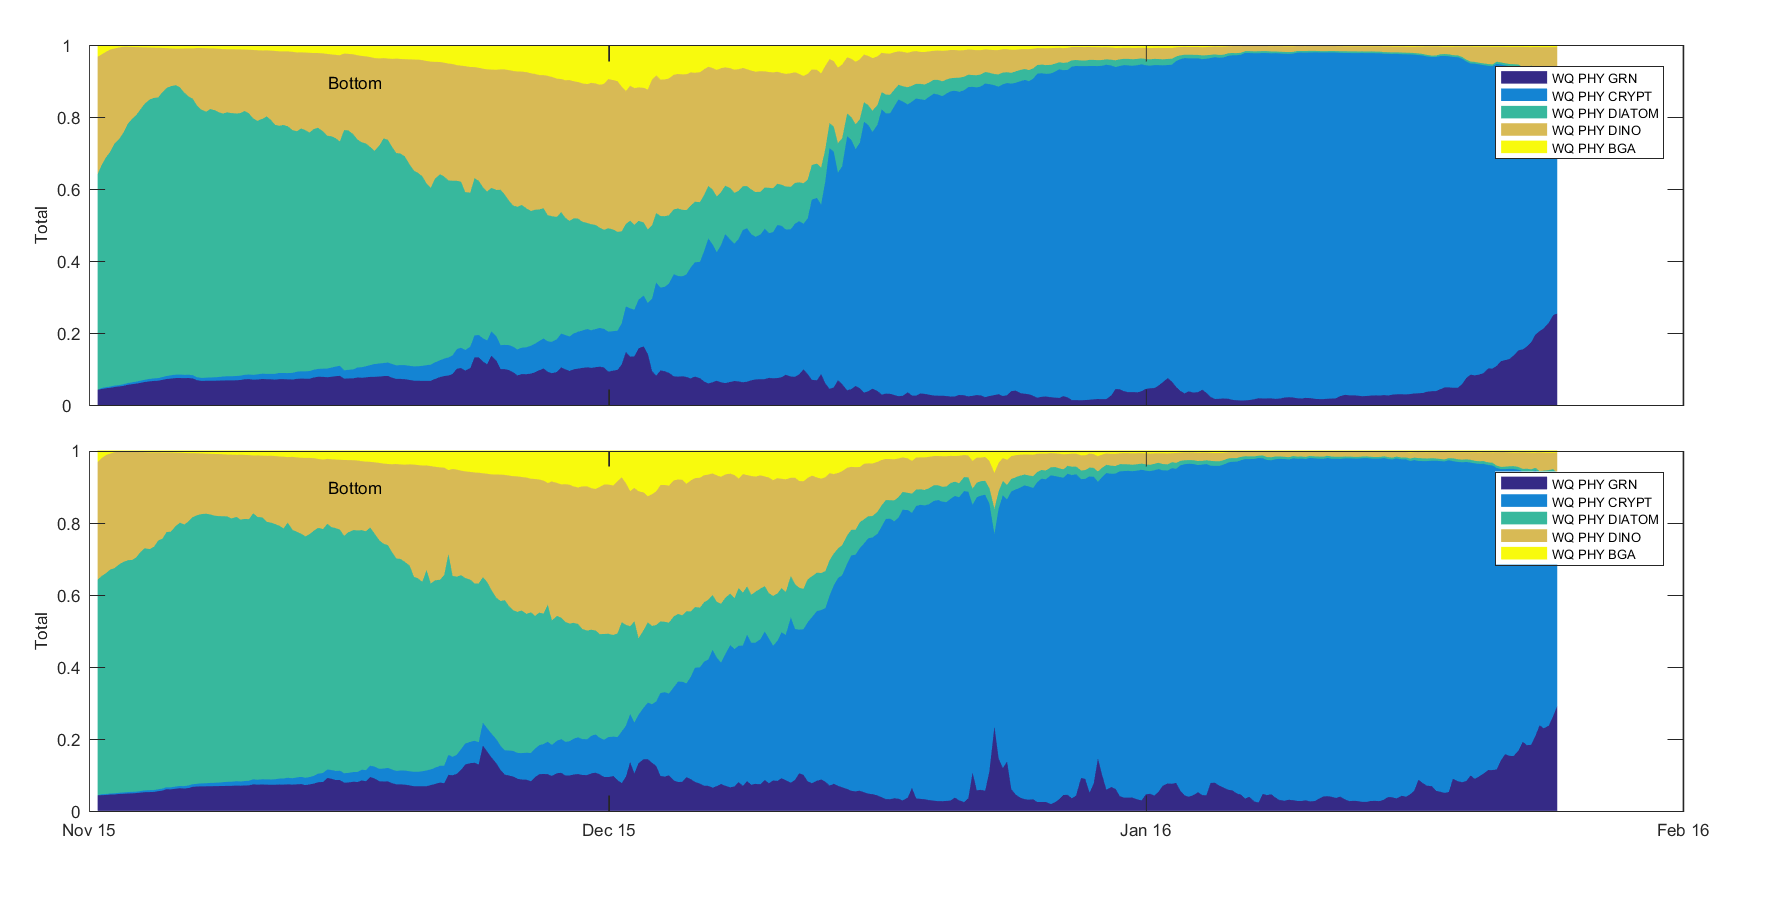 1
0.8
0.6
0.4
0.2
0
Total
Bottom
WQ PHY GRN
WQ PHY CRYPT
WQ PHY DIATOM
WQ PHY DINO
WQ PHY BGA
1
0.8
0.6
0.4
0.2
0
Total
Bottom
WQ PHY GRN
WQ PHY CRYPT
WQ PHY DIATOM
WQ PHY DINO
WQ PHY BGA
Nov 15 Dec 15 Jan 16 Feb 16